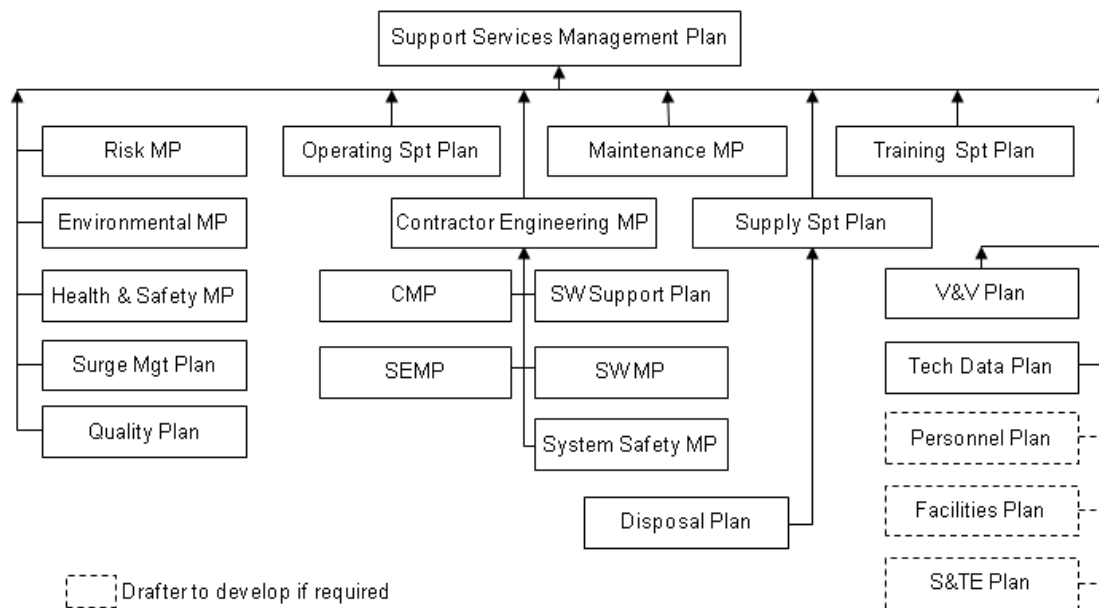 Support Services Management Plan
Risk MP
Operating Spt Plan
Maintenance MP
Training Spt Plan
Environmental MP
Contractor Engineering MP
Supply Spt Plan
Health & Safety MP
CMP
SW Support Plan
V&V Plan
Surge Mgt Plan
SEMP
SWMP
Tech Data Plan
Quality Plan
System Safety MP
Personnel Plan
Disposal Plan
Facilities Plan
S&TE Plan
Drafter to develop if required